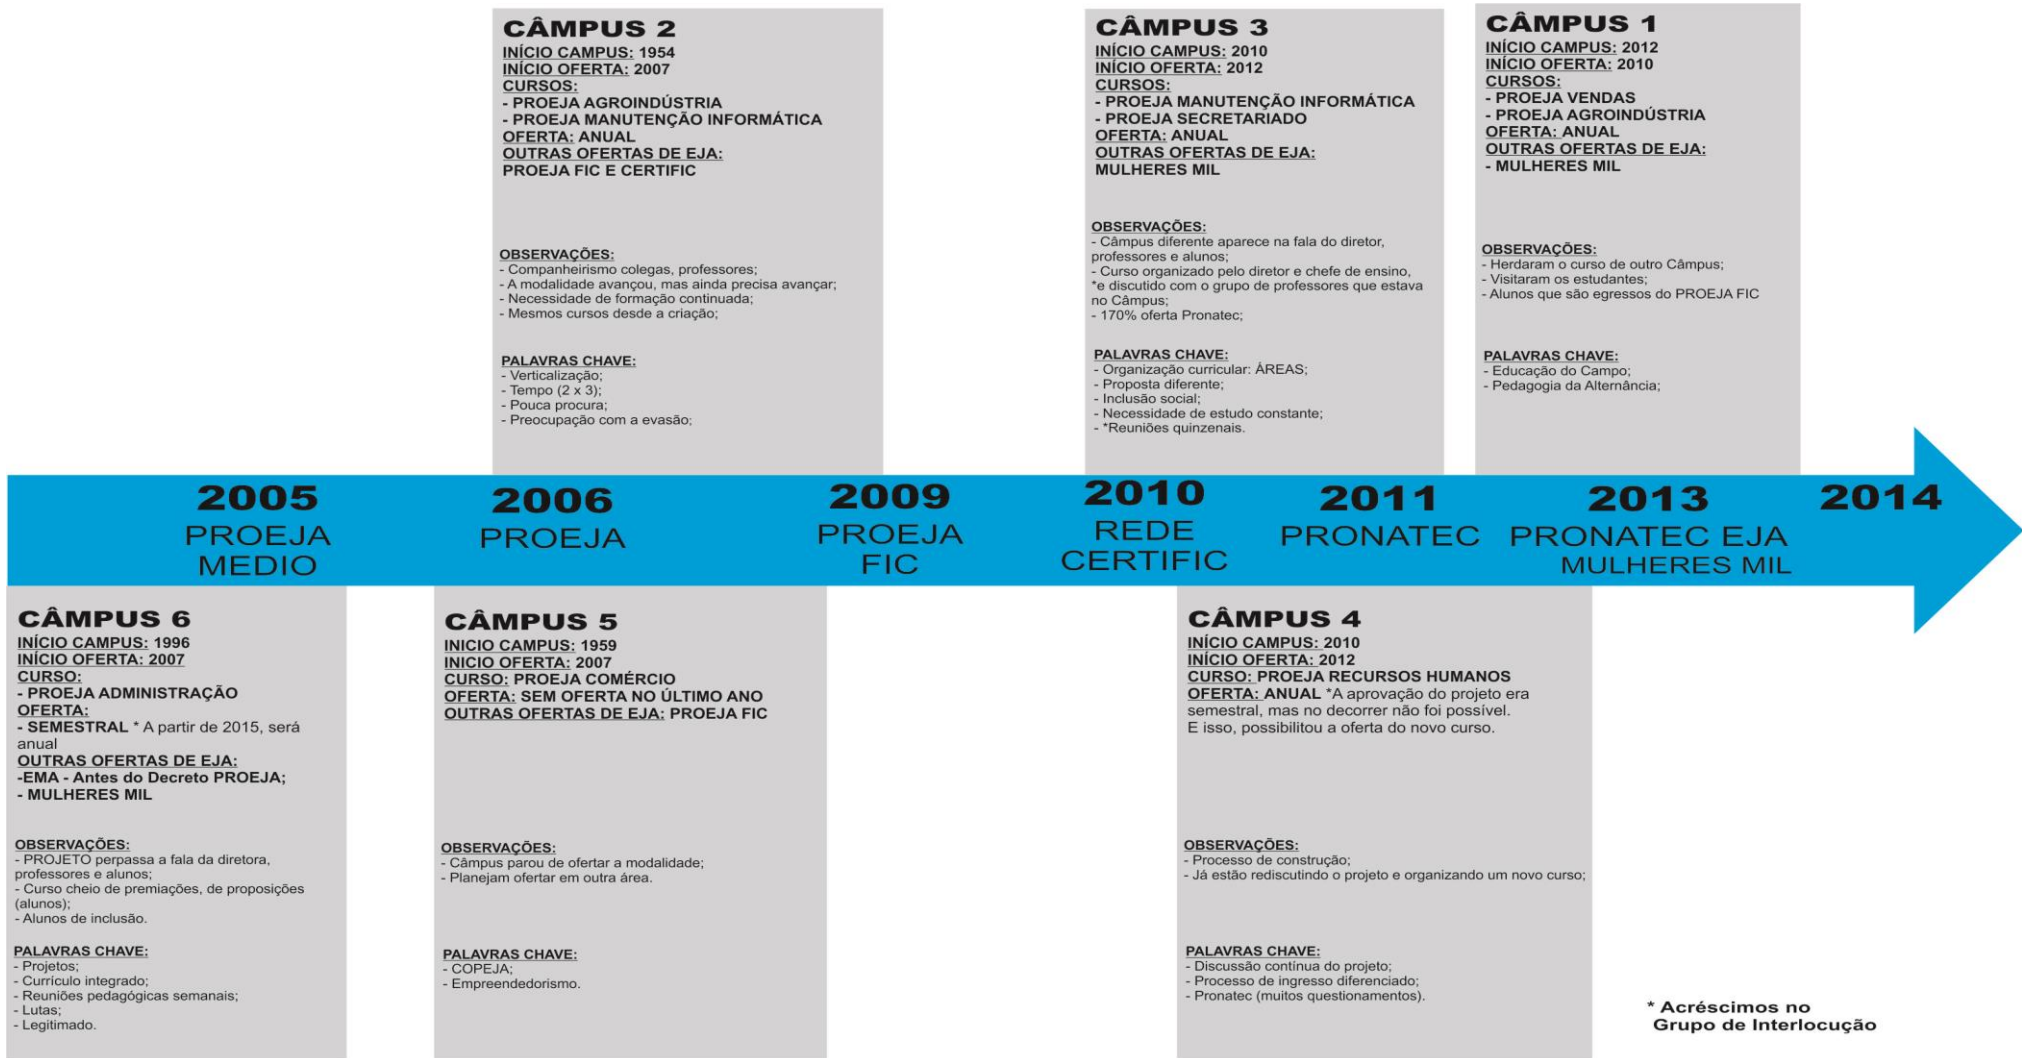 CÂMPUS 2
INÍCIO CAMPUS: 1954
INÍCIO OFERTA: 2007
CURSOS:
- PROEJA AGROINDÚSTRIA
- PROEJA MANUTENÇÃO INFORMÁTICA
OFERTA: ANUAL
OUTRAS OFERTAS DE EJA:
PROEJA FIC E CERTIFIC
OBSERVAÇÕES:
- Companheirismo colegas, professores;
- A modalidade avançou, mas ainda precisa avançar;
- Necessidade de formação continuada;
- Mesmos cursos desde a criação;
PALAVRAS CHAVE:
- Verticalização;
- Tempo (2 x 3);
- Pouca procura;
- Preocupação com a evasão;
CÂMPUS 3
INÍCIO CAMPUS: 2010
INÍCIO OFERTA: 2012
CURSOS:
- PROEJA MANUTENÇÃO INFORMÁTICA
- PROEJA SECRETARIADO
OFERTA: ANUAL
OUTRAS OFERTAS DE EJA:
MULHERES MIL
OBSERVAÇÕES:
- Câmpus diferente aparece na fala do diretor,
professores e alunos;
- Curso organizado pelo diretor e chefe de ensino,
*e discutido com o grupo de professores que estava
no Câmpus;
- 170% oferta Pronatec;
PALAVRAS CHAVE:
- Organização curricular: ÁREAS;
- Proposta diferente;
- Inclusão social;
- Necessidade de estudo constante;
- *Reuniões quinzenais.
CÂMPUS 1
INÍCIO CAMPUS: 2012
INÍCIO OFERTA: 2010
CURSOS:
- PROEJA VENDAS
- PROEJA AGROINDÚSTRIA
OFERTA: ANUAL
OUTRAS OFERTAS DE EJA:
- MULHERES MIL
OBSERVAÇÕES:
- Herdaram o curso de outro Câmpus;
- Visitaram os estudantes;
- Alunos que são egressos do PROEJA FIC
PALAVRAS CHAVE:
- Educação do Campo;
- Pedagogia da Alternância;
2005
PROEJA
MEDIO
2006
PROEJA
2009
PROEJA
FIC
2010
REDE
CERTIFIC
2011
PRONATEC
2013
PRONATEC EJA
MULHERES MIL
2014
CÂMPUS 6
INÍCIO CAMPUS: 1996
INÍCIO OFERTA: 2007
CURSO:
- PROEJA ADMINISTRAÇÃO
OFERTA:
- SEMESTRAL * A partir de 2015, será
anual
OUTRAS OFERTAS DE EJA:
-EMA - Antes do Decreto PROEJA;
- MULHERES MIL
OBSERVAÇÕES:
- PROJETO perpassa a fala da diretora,
professores e alunos;
- Curso cheio de premiações, de proposições
(alunos);
- Alunos de inclusão.
PALAVRAS CHAVE:
- Projetos;
- Currículo integrado;
- Reuniões pedagógicas semanais;
- Lutas;
- Legitimado.
CÂMPUS 5
INICIO CAMPUS: 1959
INICIO OFERTA: 2007
CURSO: PROEJA COMÉRCIO
OFERTA: SEM OFERTA NO ÚLTIMO ANO
OUTRAS OFERTAS DE EJA: PROEJA FIC
OBSERVAÇÕES:
- Câmpus parou de ofertar a modalidade;
- Planejam ofertar em outra área.
PALAVRAS CHAVE:
- COPEJA;
- Empreendedorismo.
CÂMPUS 4
INÍCIO CAMPUS: 2010
INÍCIO OFERTA: 2012
CURSO: PROEJA RECURSOS HUMANOS
OFERTA: ANUAL *A aprovação do projeto era
semestral, mas no decorrer não foi possível.
E isso, possibilitou a oferta do novo curso.
OBSERVAÇÕES:
- Processo de construção;
- Já estão rediscutindo o projeto e organizando um novo curso;
PALAVRAS CHAVE:
- Discussão contínua do projeto;
- Processo de ingresso diferenciado;
- Pronatec (muitos questionamentos).
* Acréscimos no
Grupo de Interlocução